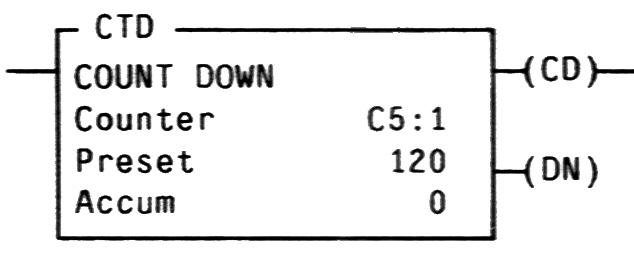 CTD
COUNT DOWN (CD)
Counter C5:1
Preset 120 (DN)
Accum 0